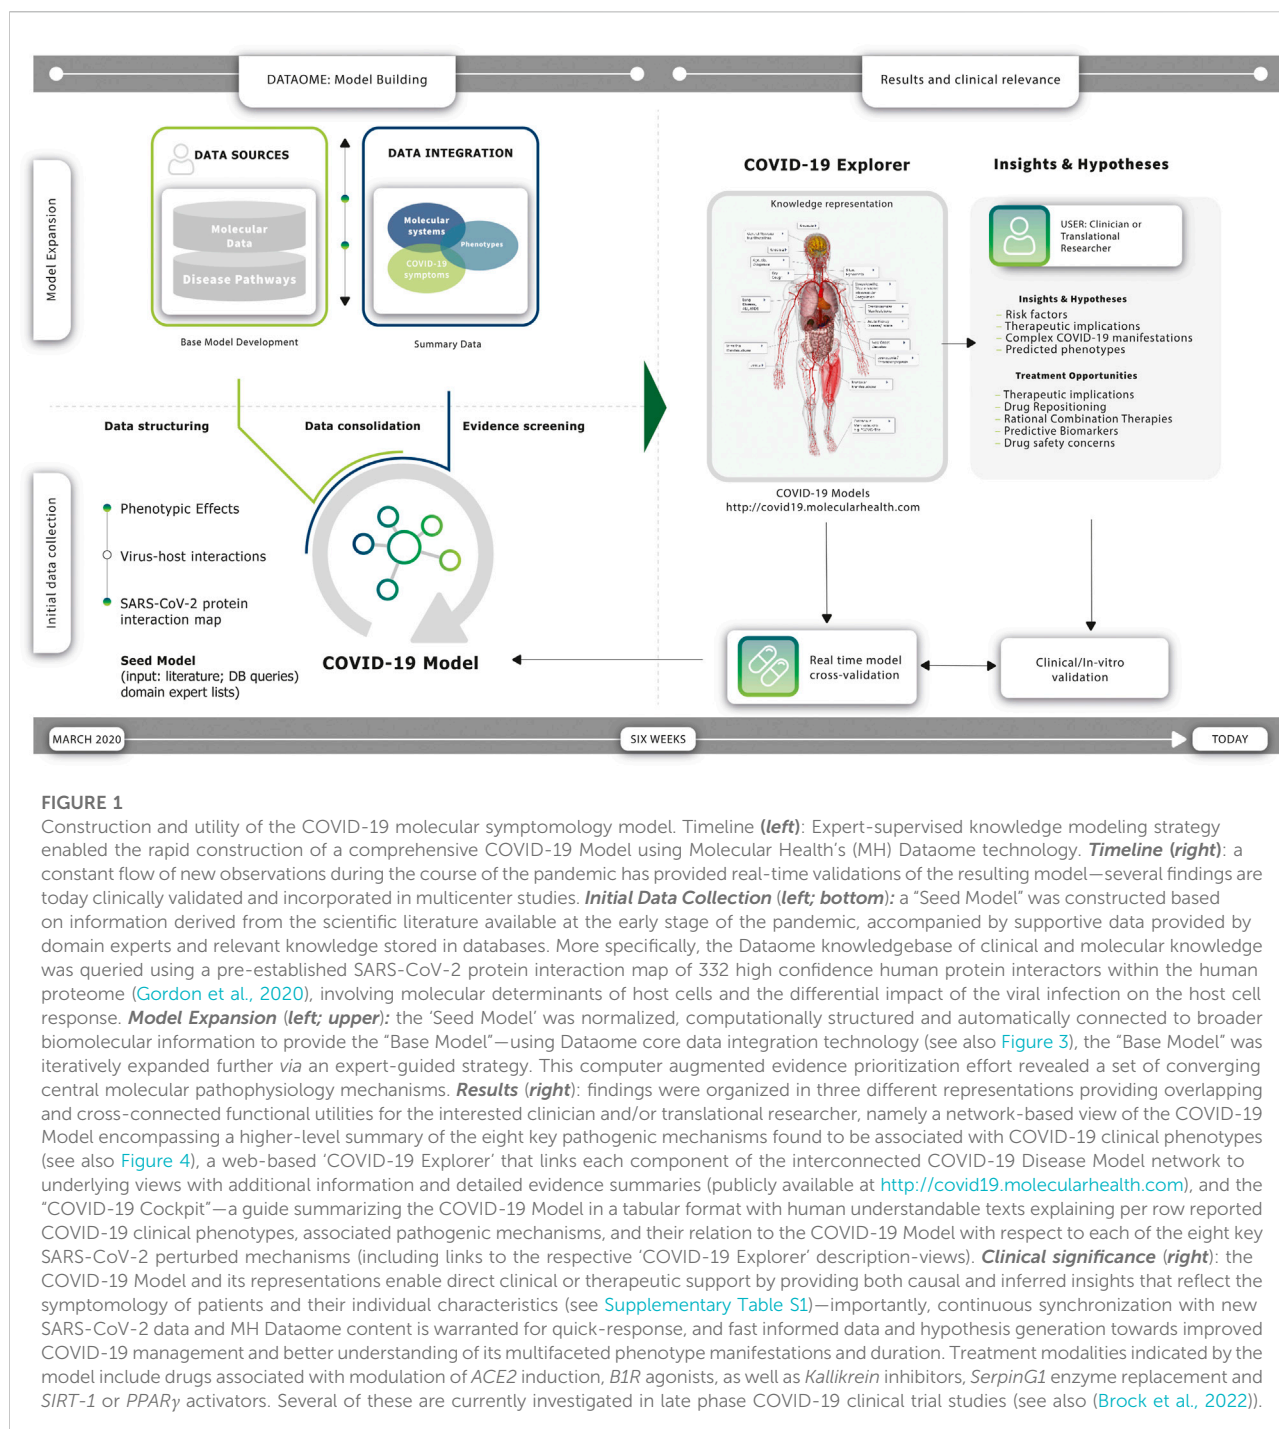 DATAOME: Model Building
Results and clinical relevance
Model Expansion
DATA SOURCES
Molecular
Data
Disease Pathways
Base Model Development
DATA INTEGRATION
Molecular
systems
Phenotypes
COVID-19
symptoms
Summary Data
COVID-19 Explorer
Knowledge representation
COVID-19 Models
http://covid19.molecularhealth.com
Insights & Hypotheses
USER: Clinician or
Translational
Researcher
Insights & Hypotheses
– Risk factors
– Therapeutic implications
– Complex COVID-19 manifestations
– Predicted phenotypes
Treatment Opportunities
– Therapeutic implications
– Drug Repositioning
– Rational Combination Therapies
– Predictive Biomarkers
– Drug safety concerns
Data structuring
Data consolidation
Evidence screening
Initial data collection
Phenotypic Effects
Virus-host interactions
SARS-CoV-2 protein
interaction map
Seed Model
(input: literature; DB queries)
domain expert lists)
COVID-19 Model
Real time model
cross-validation
Clinical/In-vitro
validation
MARCH 2020
SIX WEEKS
TODAY
FIGURE 1
Construction and utility of the COVID-19 molecular symptomology model. Timeline (left): Expert-supervised knowledge modeling strategy
enabled the rapid construction of a comprehensive COVID-19 Model using Molecular Health's (MH) Dataome technology. Timeline (right): a
constant flow of new observations during the course of the pandemic has provided real-time validations of the resulting model—several findings are
today clinically validated and incorporated in multicenter studies. Initial Data Collection (left; bottom): a “Seed Model” was constructed based
on information derived from the scientific literature available at the early stage of the pandemic, accompanied by supportive data provided by
domain experts and relevant knowledge stored in databases. More specifically, the Dataome knowledgebase of clinical and molecular knowledge
was queried using a pre-established SARS-CoV-2 protein interaction map of 332 high confidence human protein interactors within the human
proteome (Gordon et al., 2020), involving molecular determinants of host cells and the differential impact of the viral infection on the host cell
response. Model Expansion (left; upper): the ‘Seed Model’ was normalized, computationally structured and automatically connected to broader
biomolecular information to provide the “Base Model”—using Dataome core data integration technology (see also Figure 3), the “Base Model” was
iteratively expanded further via an expert-guided strategy. This computer augmented evidence prioritization effort revealed a set of converging
central molecular pathophysiology mechanisms. Results (right): findings were organized in three different representations providing overlapping
and cross-connected functional utilities for the interested clinician and/or translational researcher, namely a network-based view of the COVID-19
Model encompassing a higher-level summary of the eight key pathogenic mechanisms found to be associated with COVID-19 clinical phenotypes
(see also Figure 4), a web-based ‘COVID-19 Explorer’ that links each component of the interconnected COVID-19 Disease Model network to
underlying views with additional information and detailed evidence summaries (publicly available at http://covid19.molecularhealth.com), and the
“COVID-19 Cockpit”—a guide summarizing the COVID-19 Model in a tabular format with human understandable texts explaining per row reported
COVID-19 clinical phenotypes, associated pathogenic mechanisms, and their relation to the COVID-19 Model with respect to each of the eight key
SARS-CoV-2 perturbed mechanisms (including links to the respective ‘COVID-19 Explorer’ description-views). Clinical significance (right): the
COVID-19 Model and its representations enable direct clinical or therapeutic support by providing both causal and inferred insights that reflect the
symptomology of patients and their individual characteristics (see Supplementary Table S1)—importantly, continuous synchronization with new
SARS-CoV-2 data and MH Dataome content is warranted for quick-response, and fast informed data and hypothesis generation towards improved
COVID-19 management and better understanding of its multifaceted phenotype manifestations and duration. Treatment modalities indicated by the
model include drugs associated with modulation of ACE2 induction, B1R agonists, as well as Kallikrein inhibitors, SerpinG1 enzyme replacement and
SIRT-1 or PPARγ activators. Several of these are currently investigated in late phase COVID-19 clinical trial studies (see also (Brock et al., 2022)).